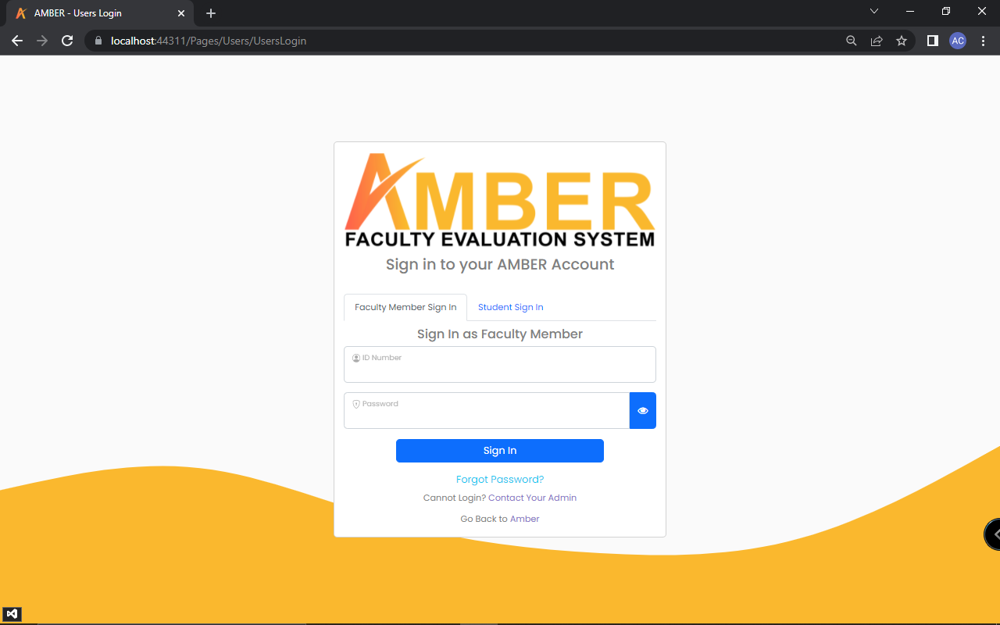 AMBER - Users Login
localhost:44311/Pages/Users/UsersLogin
AC
AMBER
FACULTY EVALUATION SYSTEM
Sign in to your AMBER Account
Faculty Member Sign In
Student Sign In
Sign In as Faculty Member
ID Number
Password
Sign In
Forgot Password?
Cannot Login? Contact Your Admin
Go Back to Amber